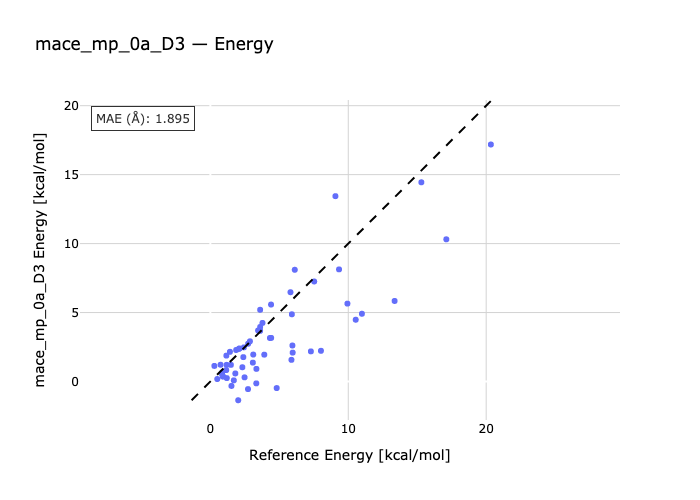 mace_mp_0a_D3 — Energy
MAE (Å): 1.895
mace_mp_0a_D3 Energy [kcal/mol]
20
15
10
5
0
0
10
20
Reference Energy [kcal/mol]